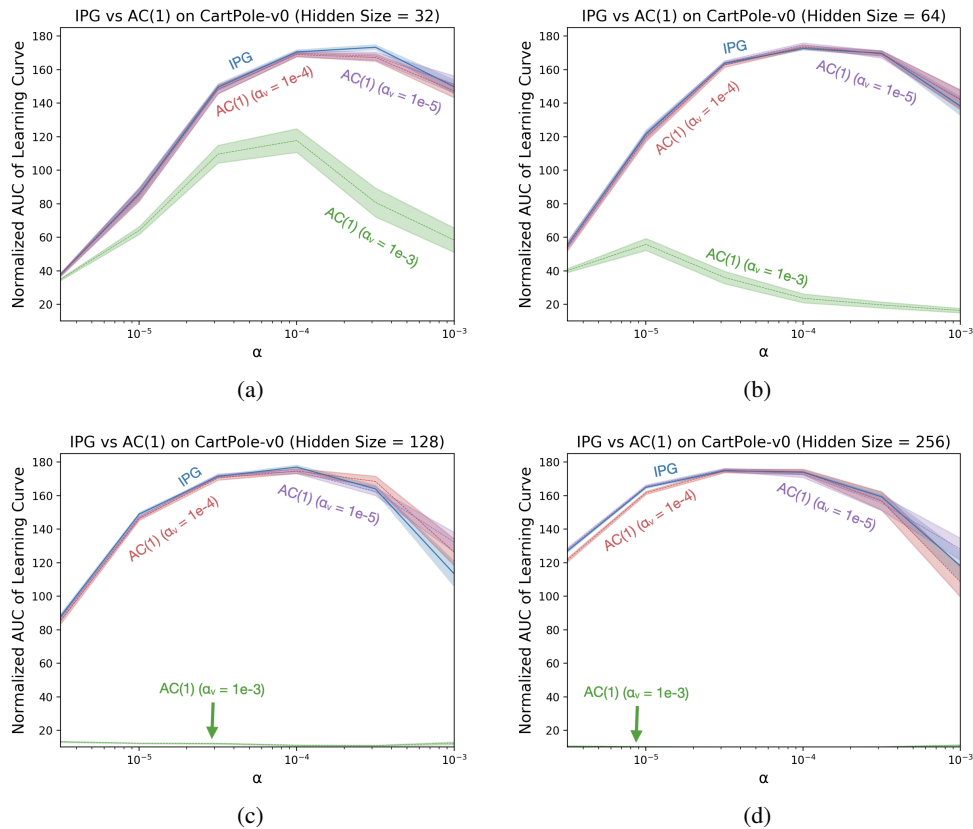 IPG vs AC(1) on CartPole-v0 (Hidden Size = 32)
Normalized AUC of Learning Curve
180
160
140
120
100
80
60
40
20
IPG
AC(1) (αᵥ = 1e-4)
AC(1) (αᵥ = 1e-5)
AC(1) (αᵥ = 1e-3)
10⁻⁵
10⁻⁴
10⁻³
α
(a)
IPG vs AC(1) on CartPole-v0 (Hidden Size = 64)
Normalized AUC of Learning Curve
180
160
140
120
100
80
60
40
20
IPG
AC(1) (αᵥ = 1e-4)
AC(1) (αᵥ = 1e-5)
AC(1) (αᵥ = 1e-3)
10⁻⁵
10⁻⁴
10⁻³
α
(b)
IPG vs AC(1) on CartPole-v0 (Hidden Size = 128)
Normalized AUC of Learning Curve
180
160
140
120
100
80
60
40
20
IPG
AC(1) (αᵥ = 1e-4)
AC(1) (αᵥ = 1e-5)
AC(1) (αᵥ = 1e-3)
10⁻⁵
10⁻⁴
10⁻³
α
(c)
IPG vs AC(1) on CartPole-v0 (Hidden Size = 256)
Normalized AUC of Learning Curve
180
160
140
120
100
80
60
40
20
IPG
AC(1) (αᵥ = 1e-4)
AC(1) (αᵥ = 1e-5)
AC(1) (αᵥ = 1e-3)
10⁻⁵
10⁻⁴
10⁻³
α
(d)